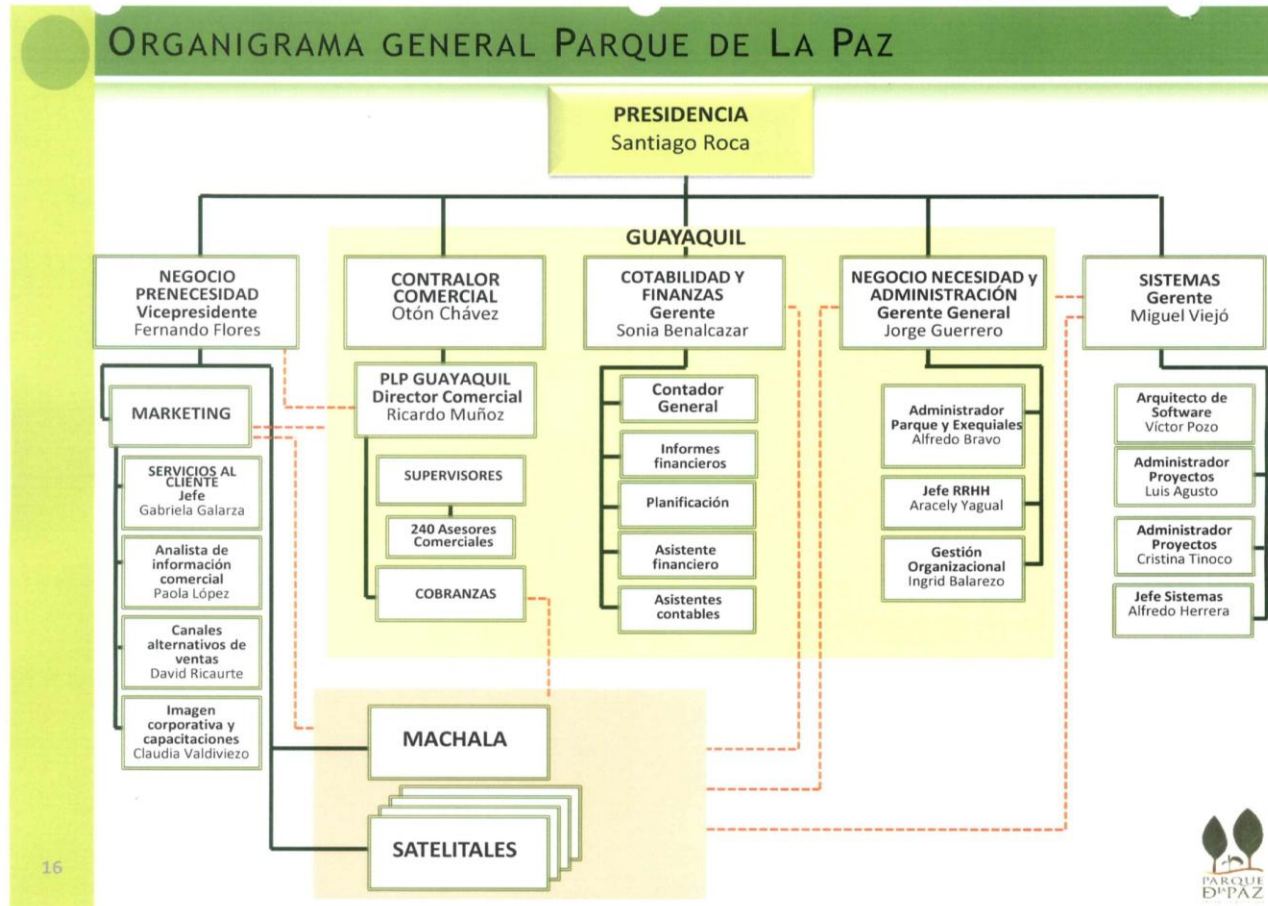 ORGANIGRAMA GENERAL PARQUE DE LA PAZ
PRESIDENCIA
Santiago Roca
GUAYAQUIL
NEGOCIO
PRENECESIDAD
Vicepresidente
Fernando Flores
CONTRALOR
COMERCIAL
Otón Chávez
COTABILIDAD Y
FINANZAS
Gerente
Sonia Benalcazar
NEGOCIO NECESIDAD y
ADMINISTRACIÓN
Gerente General
Jorge Guerrero
SISTEMAS
Gerente
Miguel Viejó
MARKETING
SERVICIOS AL
CLIENTE
Jefe
Gabriela Galarza
Analista de
información
comercial
Paola López
Canales
alternativos de
ventas
David Ricaurte
Imagen
corporativa y
capacitaciones
Claudia Valdiviezo
PLP GUAYAQUIL
Director Comercial
Ricardo Muñoz
SUPERVISORES
240 Asesores
Comerciales
COBRANZAS
Contador
General
Informes
financieros
Planificación
Asistente
financiero
Asistentes
contables
Administrador
Parque y Exequiales
Alfredo Bravo
Jefe RRHH
Aracely Yagual
Gestión
Organizacional
Ingrid Balarezo
Arquitecto de
Software
Víctor Pozo
Administrador
Proyectos
Luis Agusto
Administrador
Proyectos
Cristina Tinoco
Jefe Sistemas
Alfredo Herrera
MACHALA
SATELITALES
16
PARQUE
DLAPAZ